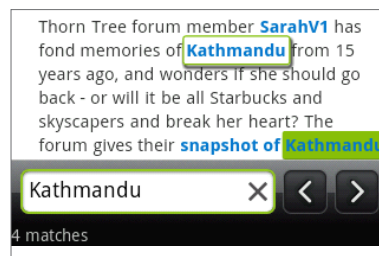 Thorn Tree forum member SarahV1 has
fond memories of Kathmandu from 15
years ago, and wonders if she should go
back - or will it be all Starbucks and
skyscapers and break her heart? The
forum gives their snapshot of Kathmandu
Kathmandu
4 matches